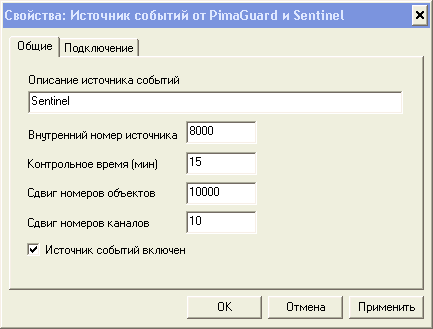 Свойства: Источник событий от PimaGuard и Sentinel
Общие Подключение
Описание источника событий
Sentinel
Внутренний номер источника 8000
Контрольное время (мин) 15
Сдвиг номеров объектов 10000
Сдвиг номеров каналов 10
Источник событий включен
OK Отмена Применить